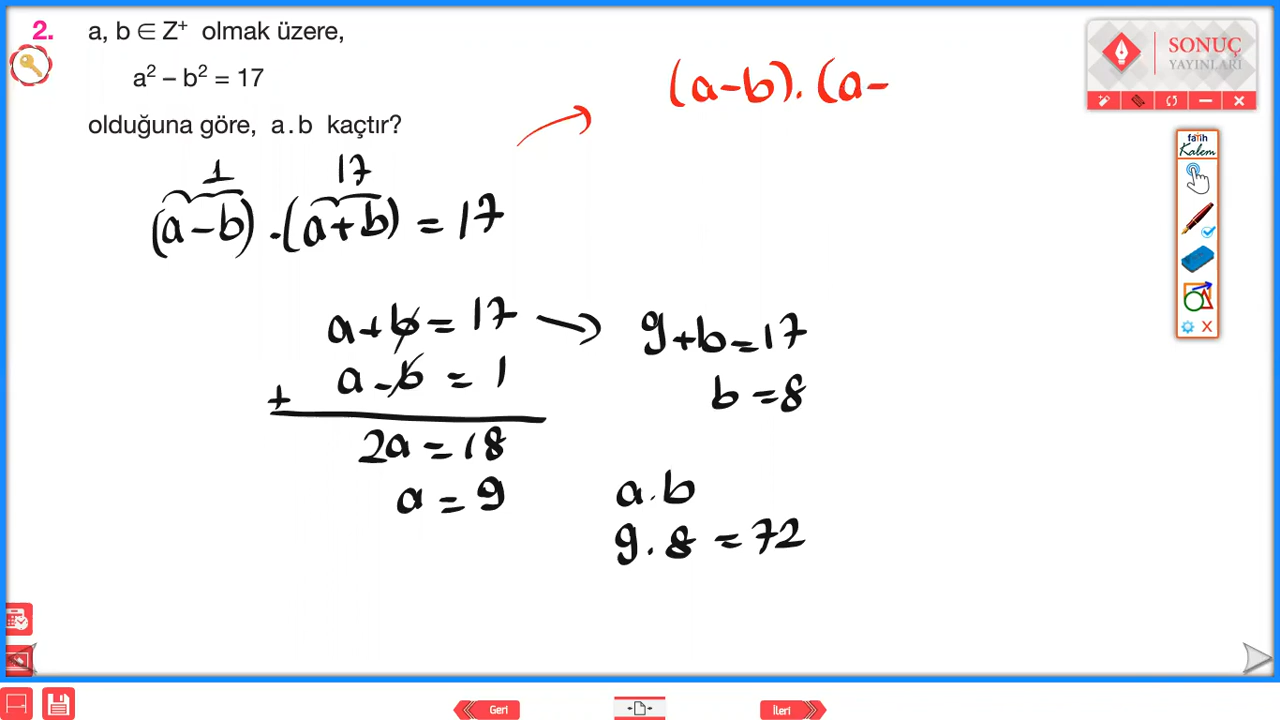 2. a, b ∈ Z⁺ olmak üzere,
a² – b² = 17
olduğuna göre, a . b kaçtır?
(a-b). (a-
1 17
(a-b) . (a+b) = 17
a+b = 17
a-b = 1
+
2a = 18
a = 9
9+b=17
b=8
a.b
9.8 = 72
SONUÇ
YAYINLARI
fatih
Kalem
Geri
İleri